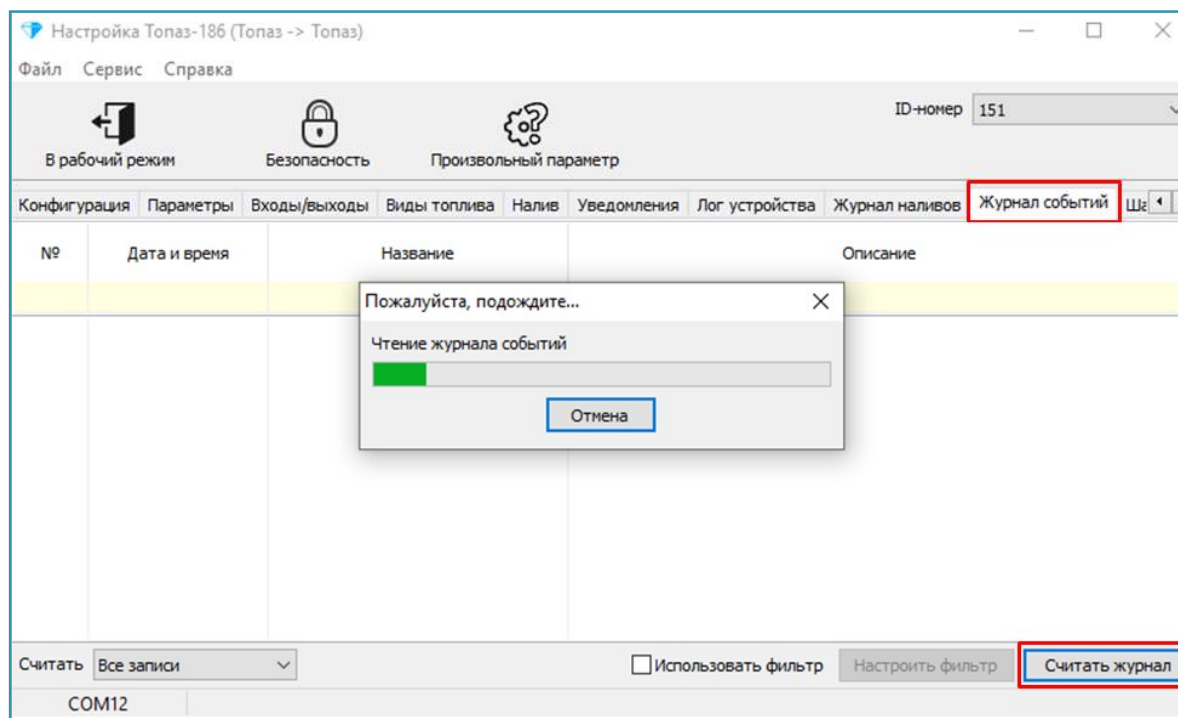 Настройка Топаз-186 (Топаз -> Топаз)
Файл Сервис Справка
ID-номер 151
В рабочий режим Безопасность Произвольный параметр
Конфигурация Параметры Входы/выходы Виды топлива Налив Уведомления Лог устройства Журнал наливов Журнал событий
№ Дата и время Название Описание
Пожалуйста, подождите...
Чтение журнала событий
Отмена
Считать Все записи Использовать фильтр Настроить фильтр Считать журнал
COM12